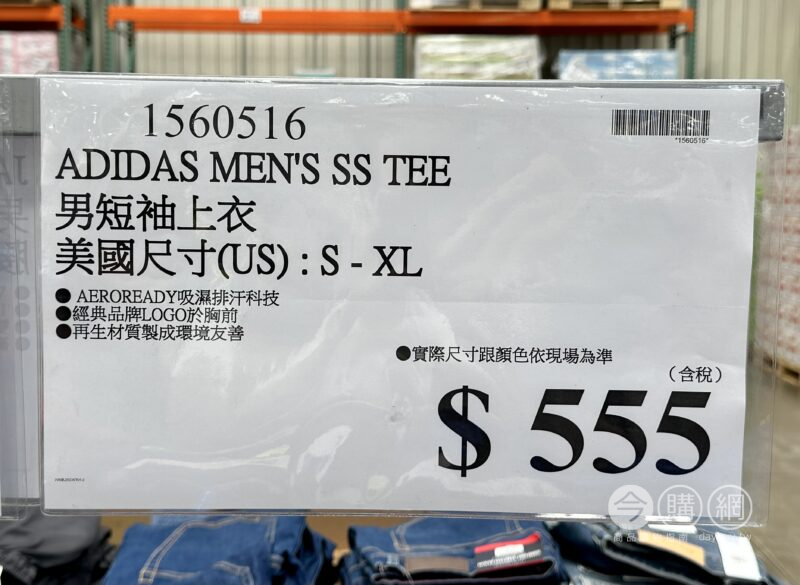 1560516
*1560516*
ADIDAS MEN'S SS TEE
男短袖上衣
美國尺寸(US) : S - XL
● AEROREADY吸濕排汗科技
●經典品牌LOGO於胸前
●再生材質製成環境友善
●實際尺寸跟顏色依現場為準
(含稅)
$ 555
今購網